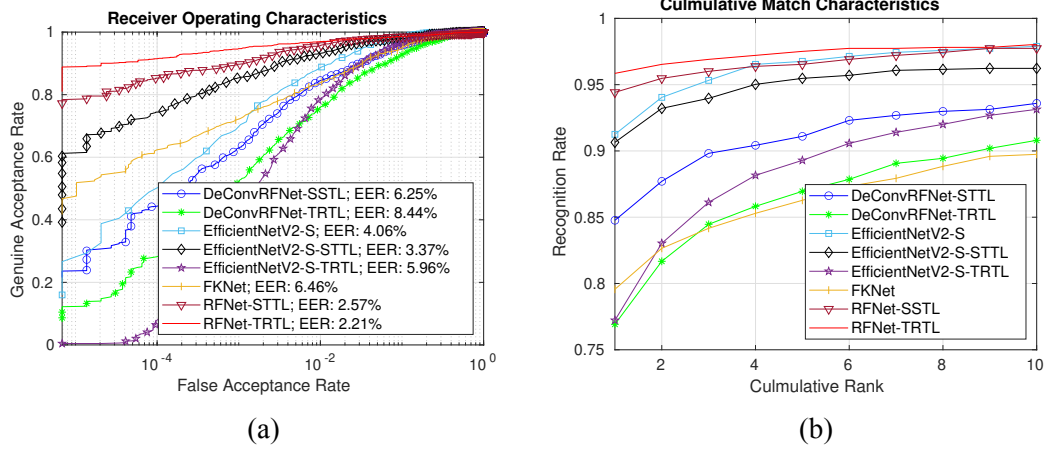 Receiver Operating Characteristics
1
0.8
0.6
0.4
0.2
0
Genuine Acceptance Rate
DeConvRFNet-SSTL; EER: 6.25%
DeConvRFNet-TRTL; EER: 8.44%
EfficientNetV2-S; EER: 4.06%
EfficientNetV2-S-STTL; EER: 3.37%
EfficientNetV2-S-TRTL; EER: 5.96%
FKNet; EER: 6.46%
RFNet-STTL; EER: 2.57%
RFNet-TRTL; EER: 2.21%
10-4
10-2
100
False Acceptance Rate
(a)
Culmulative Match Characteristics
1
0.95
0.9
0.85
0.8
0.75
Recognition Rate
DeConvRFNet-STTL
DeConvRFNet-TRTL
EfficientNetV2-S
EfficientNetV2-S-STTL
EfficientNetV2-S-TRTL
FKNet
RFNet-SSTL
RFNet-TRTL
2 4 6 8 10
Culmulative Rank
(b)